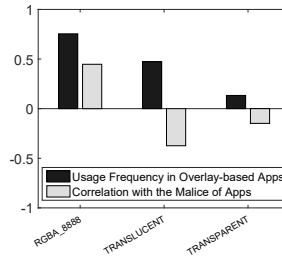 1
0.5
0
-0.5
-1
Usage Frequency in Overlay-based Apps
Correlation with the Malice of Apps
RGBA_8888
TRANSLUCENT
TRANSPARENT